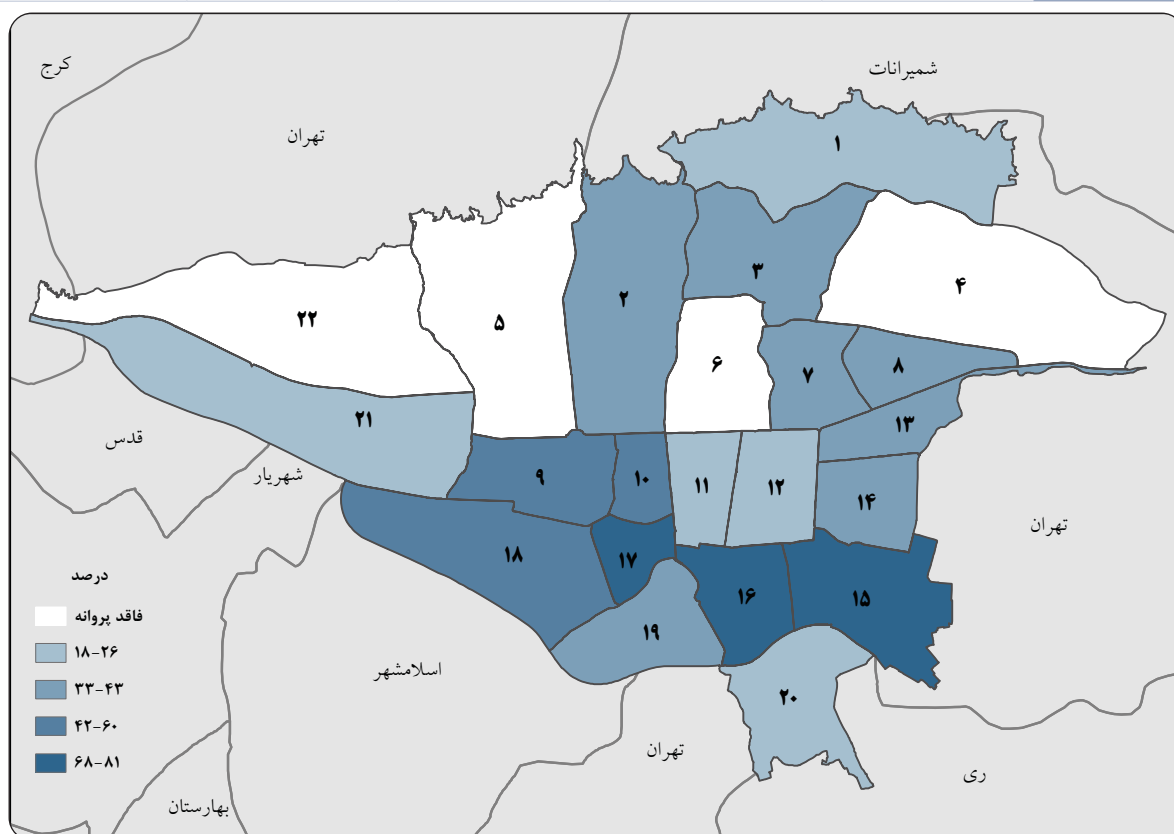 کرج
شمیرانات
تهران
۱
۳
۴
۲
۲۲
۵
۶
۷
۸
۲۱
۱۳
قدس
شهریار
۹
۱۰
۱۱
۱۲
۱۴
تهران
۱۸
۱۷
۱۶
۱۵
۱۹
اسلامشهر
۲۰
تهران
ری
بهارستان
درصد
فاقد پروانه
۱۸-۲۶
۳۳-۴۳
۴۲-۶۰
۶۸-۸۱